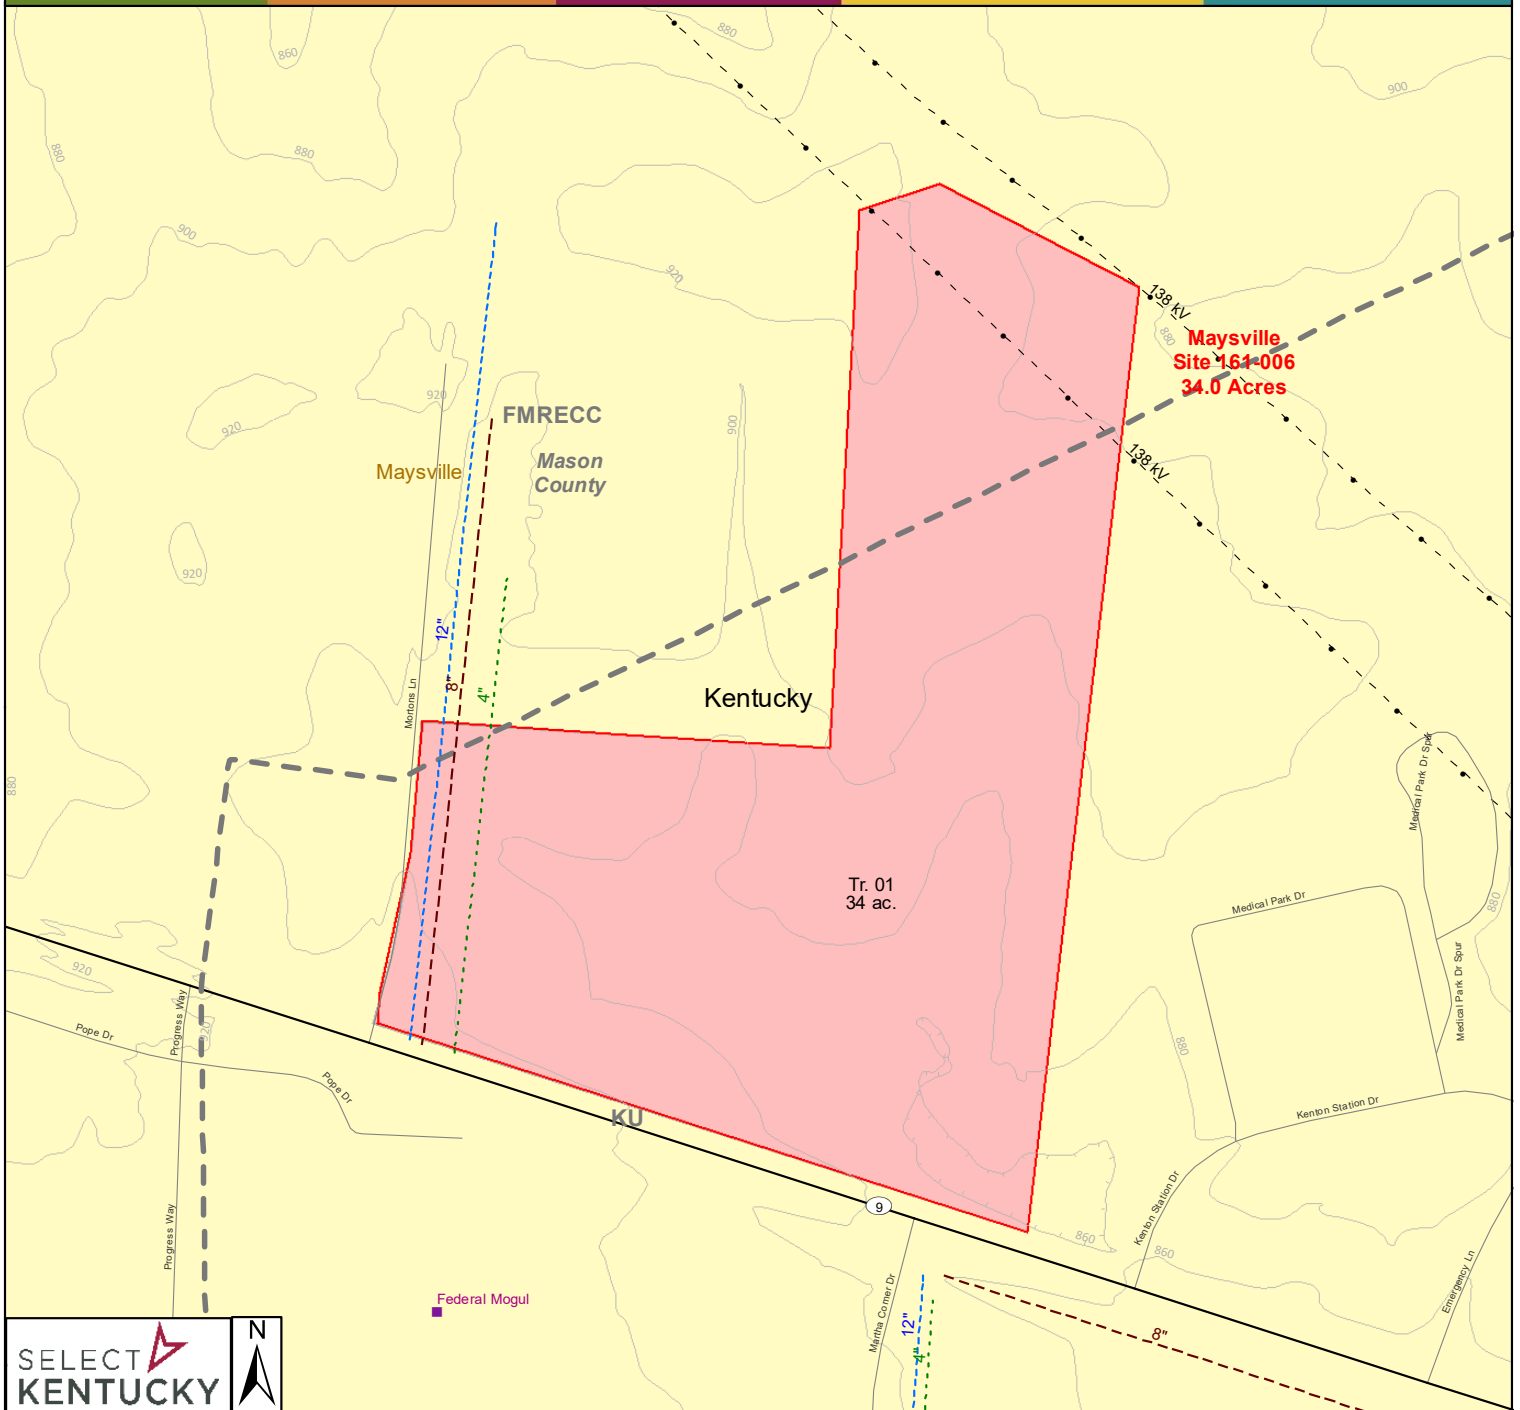 880
860
880
880
900
900
920
138 kV
880
Maysville
Site 161-006
34.0 Acres
920
920
FMRECC
900
Mason
County
Maysville
138 kV
920
12"
8"
4"
Mortons Ln
Kentucky
880
Medical Park Dr Spur
Tr. 01
34 ac.
Medical Park Dr
880
920
Medical Park Dr Spur
Progress Way
920
Pope Dr
880
Pope Dr
Kenton Station Dr
KU
9
Kenton Station Dr
860
860
Progress Way
Emergency Ln
Federal Mogul
Martha Comer Dr
12"
4"
8"
SELECT
KENTUCKY
N